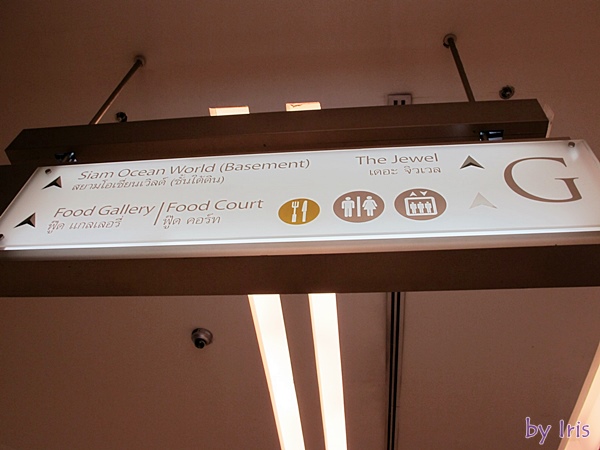 Siam Ocean World (Basement)
สยามโอเชียนเวิลด์ (ชั้นใต้ดิน)
The Jewel
เดอะ จิวเวล
G
Food Gallery | Food Court
ฟู๊ด แกลเลอรี่ ฟู๊ด คอร์ท
by Iris